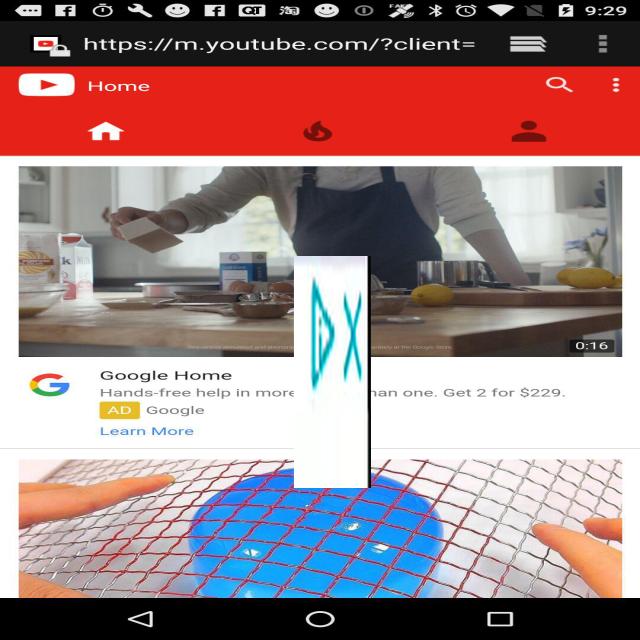 9:29
https://m.youtube.com/?client=
Home
0:16
Google Home
Hands-free help in more han one. Get 2 for $229.
AD Google
Learn More